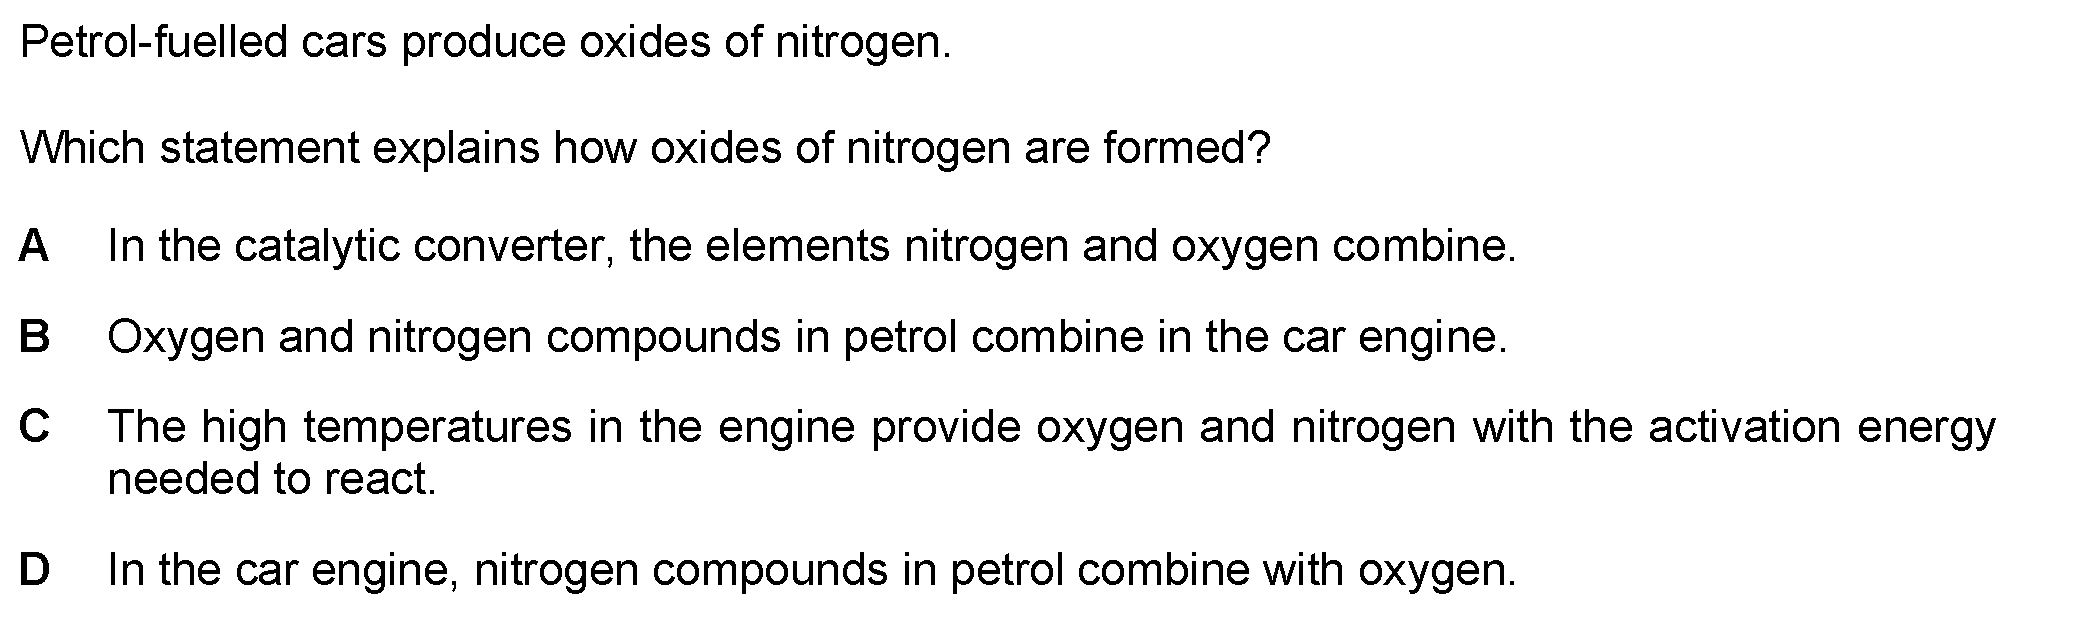 Petrol-fuelled cars produce oxides of nitrogen.
Which statement explains how oxides of nitrogen are formed?
A In the catalytic converter, the elements nitrogen and oxygen combine.
B Oxygen and nitrogen compounds in petrol combine in the car engine.
C The high temperatures in the engine provide oxygen and nitrogen with the activation energy
needed to react.
D In the car engine, nitrogen compounds in petrol combine with oxygen.